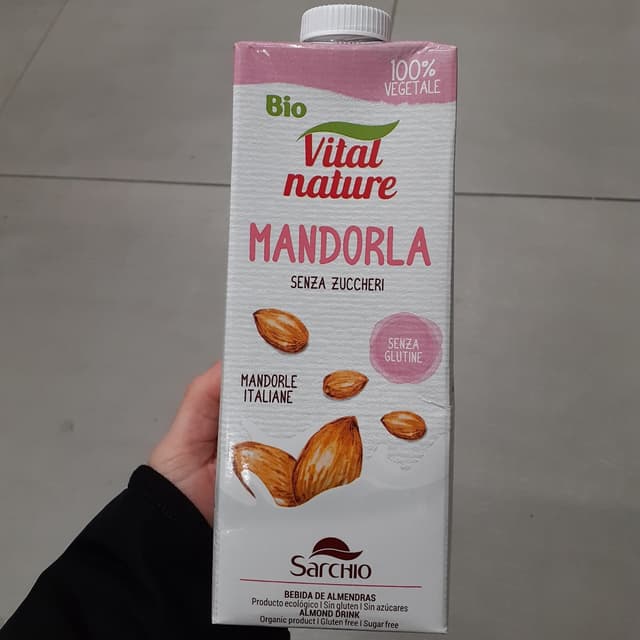 100%
VEGETALE
Bio
Vital
nature
MANDORLA
SENZA ZUCCHERI
SENZA
GLUTINE
MANDORLE
ITALIANE
SarcHIO
BEBIDA DE ALMENDRAS
Producto ecológico | Sin gluten | Sin azúcares
ALMOND DRINK
Organic product | Gluten free | Sugar free